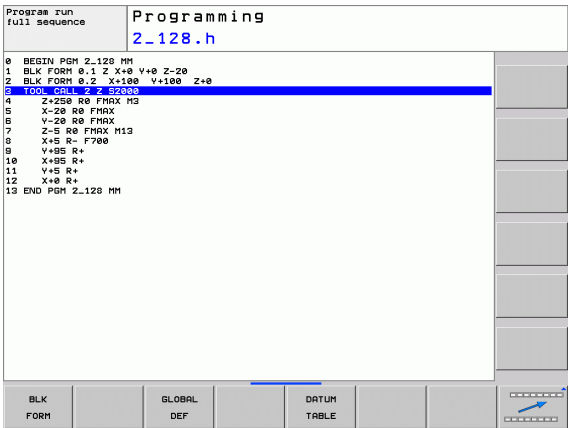 Program run
full sequence
Programming
2_128.h
0 BEGIN PGM 2_128 MM
1 BLK FORM 0.1 Z X+0 Y+0 Z-20
2 BLK FORM 0.2 X+100 Y+100 Z+0
3 TOOL CALL 2 Z S2000
4 Z+250 R0 FMAX M3
5 X-20 R0 FMAX
6 Y-20 R0 FMAX
7 Z-5 R0 FMAX M13
8 X+5 R- F700
9 Y+95 R+
10 X+95 R+
11 Y+5 R+
12 X+0 R+
13 END PGM 2_128 MM
BLK FORM
GLOBAL DEF
DATUM TABLE